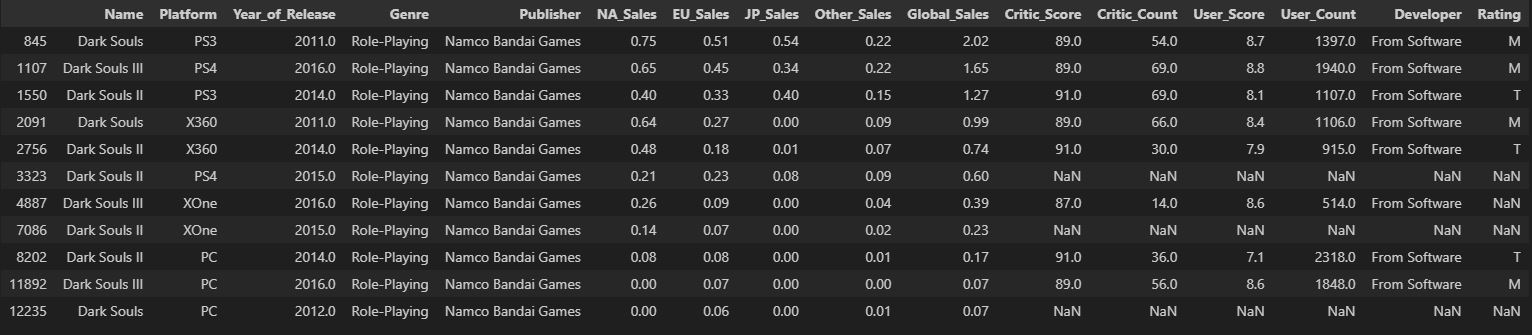 Name Platform Year_of_Release Genre Publisher NA_Sales EU_Sales JP_Sales Other_Sales Global_Sales Critic_Score Critic_Count User_Score User_Count Developer Rating
845 Dark Souls PS3 2011.0 Role-Playing Namco Bandai Games 0.75 0.51 0.54 0.22 2.02 89.0 54.0 8.7 1397.0 From Software M
1107 Dark Souls III PS4 2016.0 Role-Playing Namco Bandai Games 0.65 0.45 0.34 0.22 1.65 89.0 69.0 8.8 1940.0 From Software M
1550 Dark Souls II PS3 2014.0 Role-Playing Namco Bandai Games 0.40 0.33 0.40 0.15 1.27 91.0 69.0 8.1 1107.0 From Software T
2091 Dark Souls X360 2011.0 Role-Playing Namco Bandai Games 0.64 0.27 0.00 0.09 0.99 89.0 66.0 8.4 1106.0 From Software M
2756 Dark Souls II X360 2014.0 Role-Playing Namco Bandai Games 0.48 0.18 0.01 0.07 0.74 91.0 30.0 7.9 915.0 From Software T
3323 Dark Souls II PS4 2015.0 Role-Playing Namco Bandai Games 0.21 0.23 0.08 0.09 0.60 NaN NaN NaN NaN NaN NaN
4887 Dark Souls III XOne 2016.0 Role-Playing Namco Bandai Games 0.26 0.09 0.00 0.04 0.39 87.0 14.0 8.6 514.0 From Software NaN
7086 Dark Souls II XOne 2015.0 Role-Playing Namco Bandai Games 0.14 0.07 0.00 0.02 0.23 NaN NaN NaN NaN NaN NaN
8202 Dark Souls II PC 2014.0 Role-Playing Namco Bandai Games 0.08 0.08 0.00 0.01 0.17 91.0 36.0 7.1 2318.0 From Software T
11892 Dark Souls III PC 2016.0 Role-Playing Namco Bandai Games 0.00 0.07 0.00 0.00 0.07 89.0 56.0 8.6 1848.0 From Software M
12235 Dark Souls PC 2012.0 Role-Playing Namco Bandai Games 0.00 0.06 0.00 0.01 0.07 NaN NaN NaN NaN NaN NaN